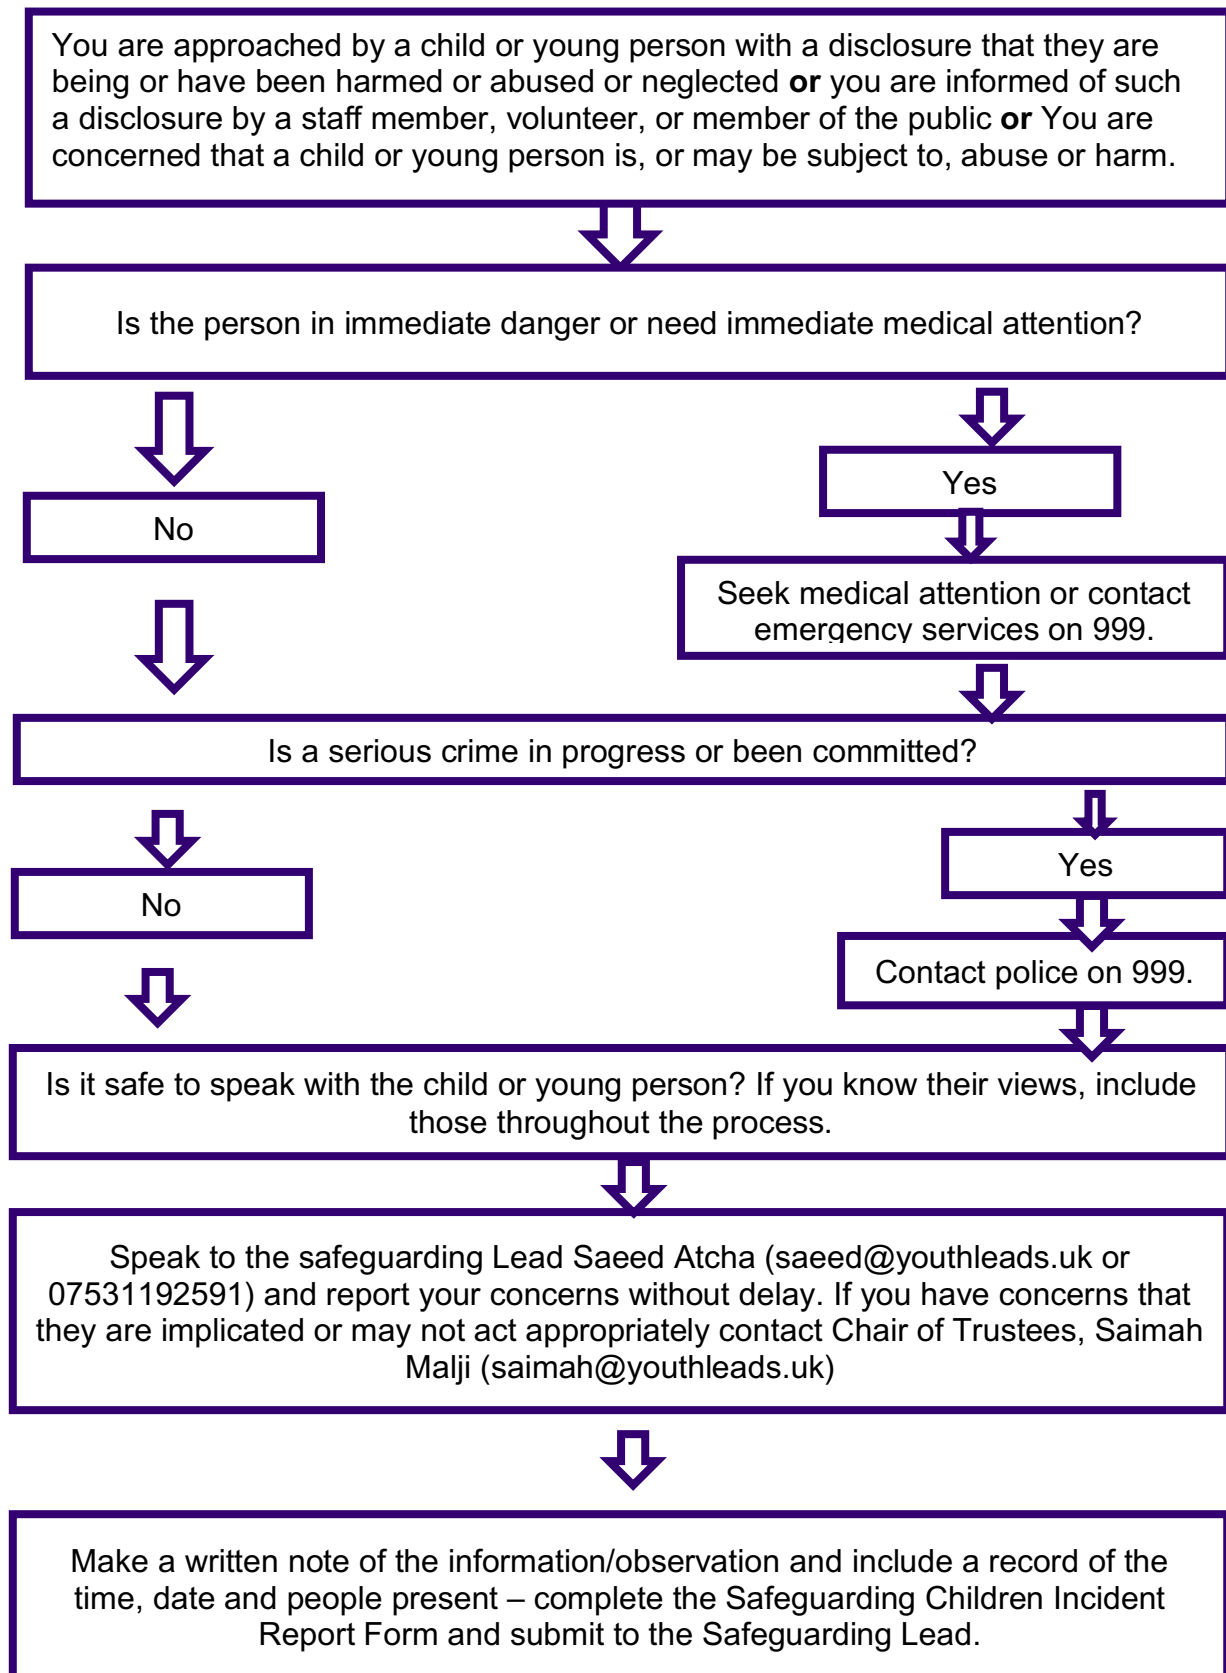 You are approached by a child or young person with a disclosure that they are
being or have been harmed or abused or neglected or you are informed of such
a disclosure by a staff member, volunteer, or member of the public or You are
concerned that a child or young person is, or may be subject to, abuse or harm.
Is the person in immediate danger or need immediate medical attention?
Yes
No
Seek medical attention or contact
emergency services on 999.
Is a serious crime in progress or been committed?
Yes
No
Contact police on 999.
Is it safe to speak with the child or young person? If you know their views, include
those throughout the process.
Speak to the safeguarding Lead Saeed Atcha (saeed@youthleads.uk or
07531192591) and report your concerns without delay. If you have concerns that
they are implicated or may not act appropriately contact Chair of Trustees, Saimah
Malji (saimah@youthleads.uk)
Make a written note of the information/observation and include a record of the
time, date and people present – complete the Safeguarding Children Incident
Report Form and submit to the Safeguarding Lead.